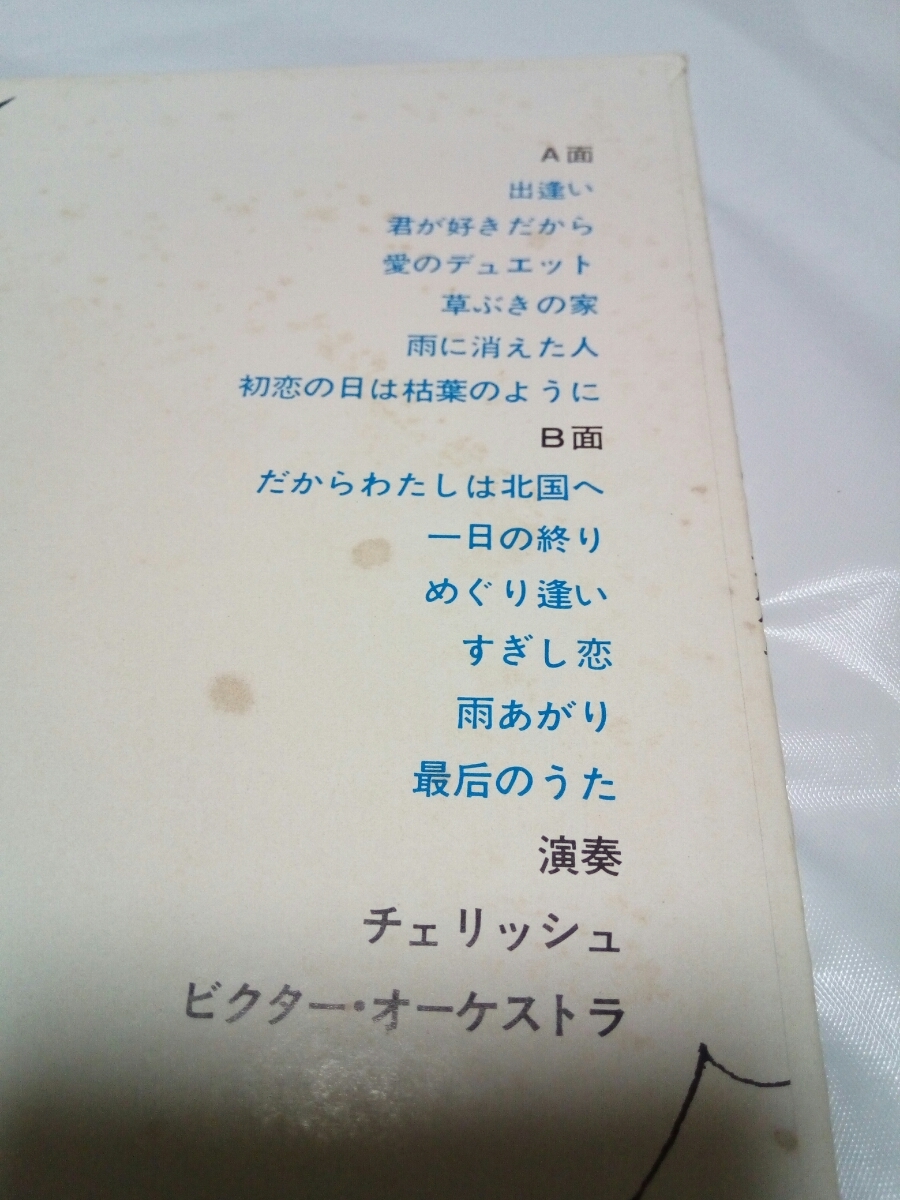 A面
出逢い
君が好きだから
愛のデュエット
草ぶきの家
雨に消えた人
初恋の日は枯葉のように
B面
だからわたしは北国へ
一日の終り
めぐり逢い
すぎし恋
雨あがり
最后のうた
演奏
チェリッシュ
ビクター・オーケストラ